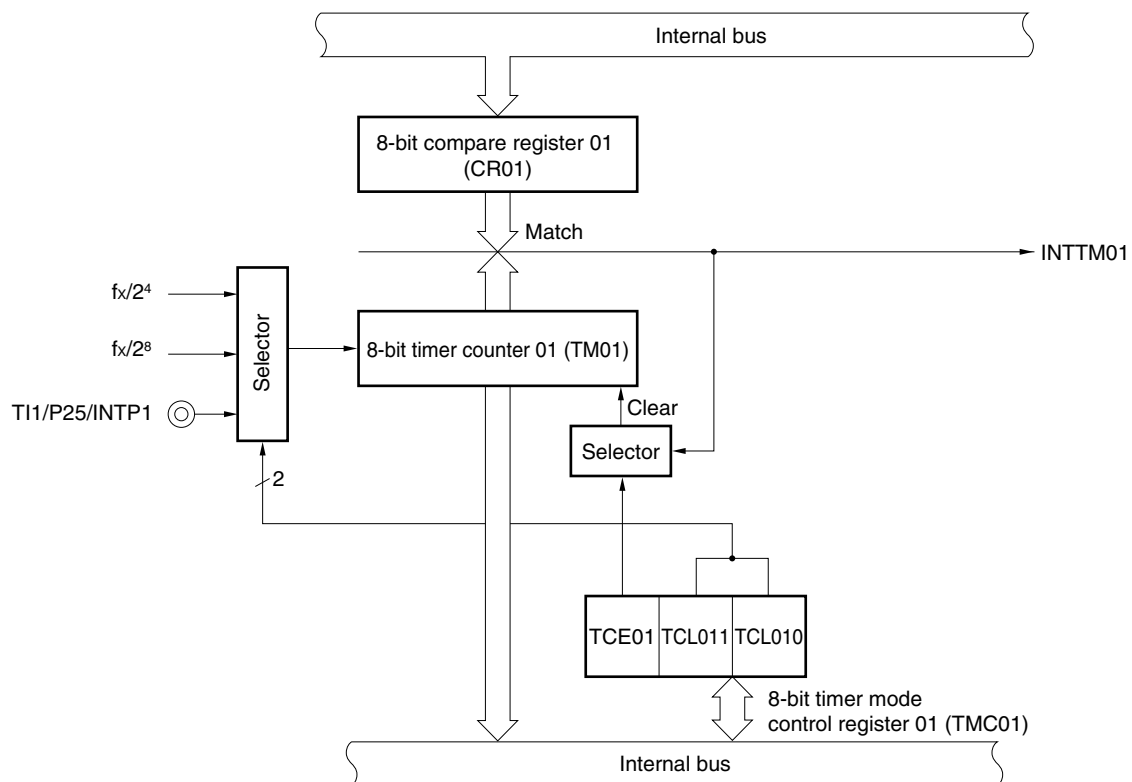 Internal bus
8-bit compare register 01
(CR01)
Match
INTTM01
fX/2⁴
fX/2⁸
TI1/P25/INTP1
Selector
8-bit timer counter 01 (TM01)
Clear
Selector
2
TCE01
TCL011
TCL010
8-bit timer mode
control register 01 (TMC01)
Internal bus